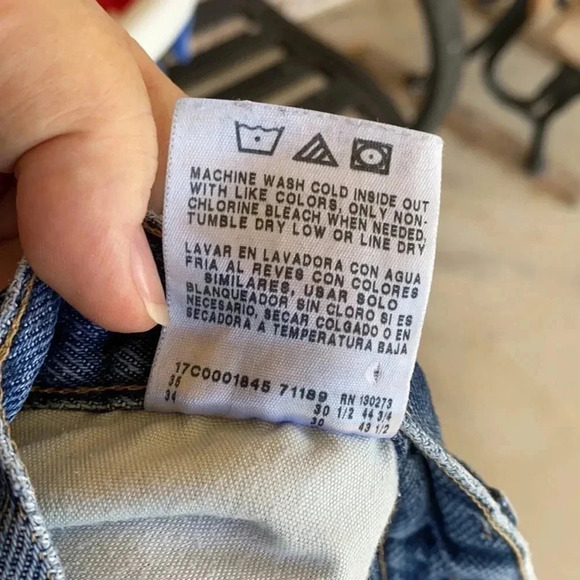 MACHINE WASH COLD INSIDE OUT
WITH LIKE COLORS, ONLY NON-
CHLORINE BLEACH WHEN NEEDED,
TUMBLE DRY LOW OR LINE DRY
LAVAR EN LAVADORA CON AGUA
FRIA AL REVES CON COLORES
SIMILARES. USAR SOLO
BLANQUEADOR SIN CLORO SI ES
NECESARIO, SECAR COLGADO O EN
SECADORA A TEMPERATURA BAJA
17C0001845 71189 RN 130273
36 30 1/2 44 3/4
34 30 43 1/2